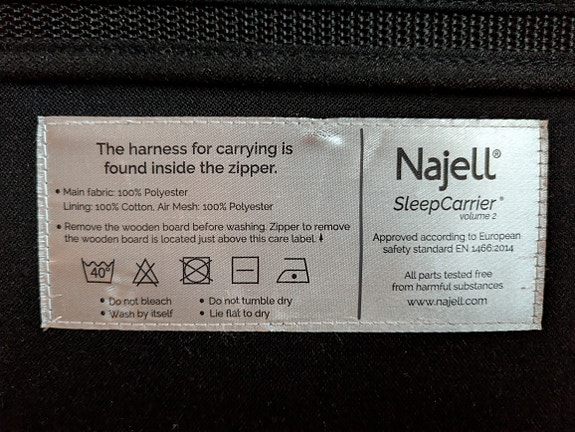 The harness for carrying is
found inside the zipper.
• Main fabric: 100% Polyester
Lining: 100% Cotton, Air Mesh: 100% Polyester
• Remove the wooden board before washing. Zipper to remove
the wooden board is located just above this care label
40°
• Do not bleach
• Do not tumble dry
• Wash by itself
• Lie flat to dry
Najell®
SleepCarrier®
volume 2
Approved according to European
safety standard EN 1466:2014
All parts tested free
from harmful substances
www.najell.com